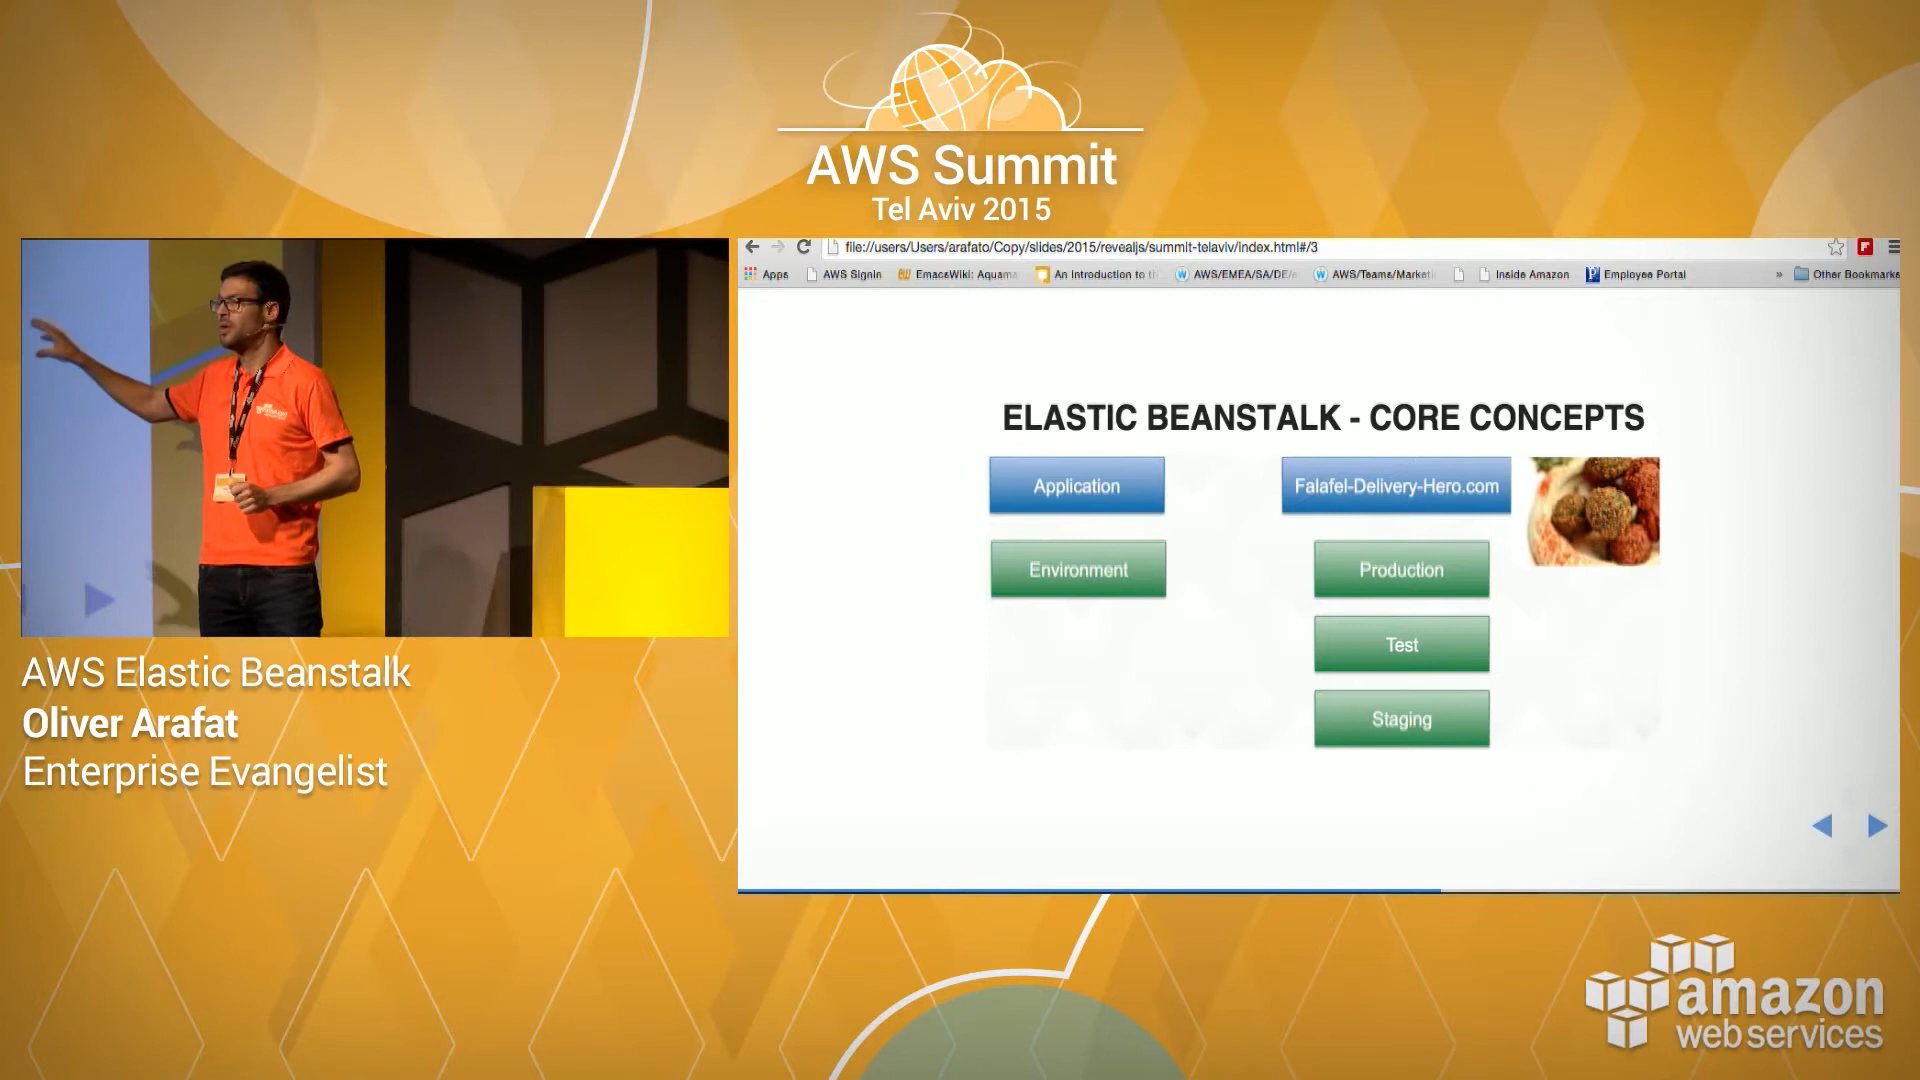 AWS Summit
Tel Aviv 2015
file://users/Users/arafato/Copy/slides/2015/revealjs/summit-telaviv/index.html#/3
Apps AWS Signin EmacsWiki: Aquama An Introduction to th AWS/EMEA/SA/DE/ AWS/Teams/Marketi Inside Amazon Employee Portal » Other Bookmarks
ELASTIC BEANSTALK - CORE CONCEPTS
Application Falafel-Delivery-Hero.com
Environment Production
Test
Staging
AWS Elastic Beanstalk
Oliver Arafat
Enterprise Evangelist
amazon
web services